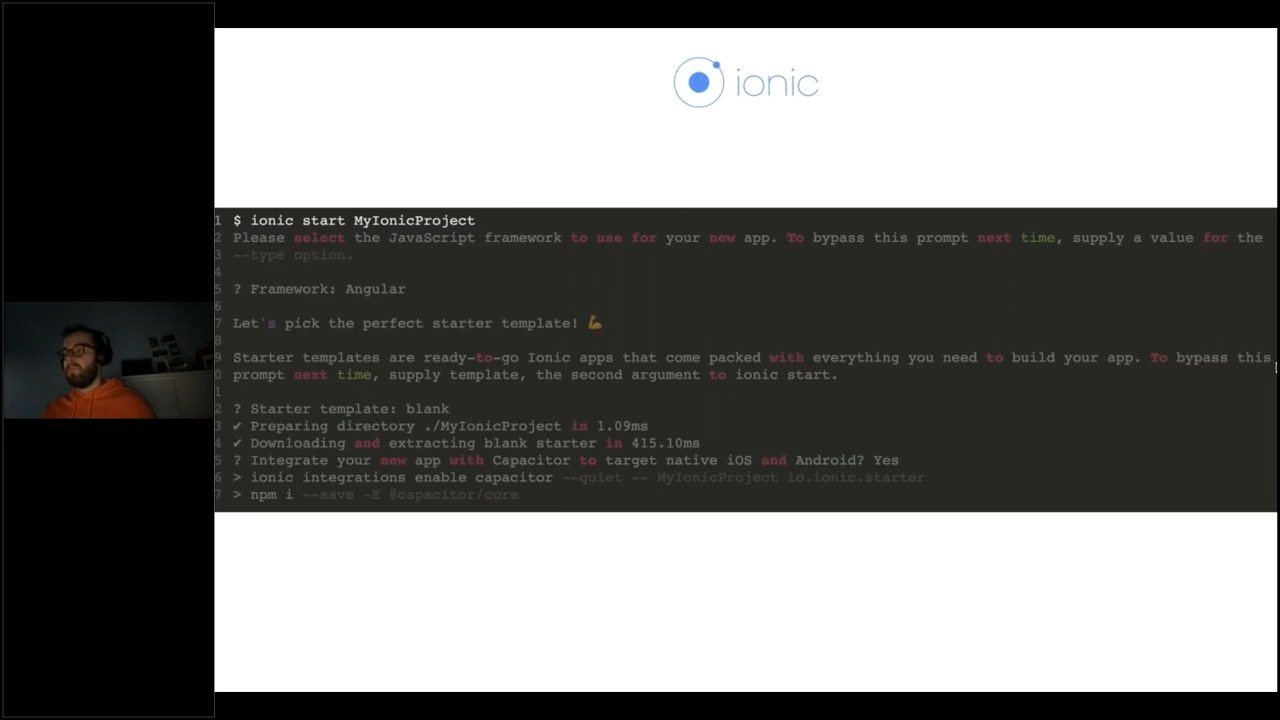 ionic
1 $ ionic start MyIonicProject
2 Please select the JavaScript framework to use for your new app. To bypass this prompt next time, supply a value for the
3 --type option.
4
5 ? Framework: Angular
6
7 Let's pick the perfect starter template! 💪
8
9 Starter templates are ready-to-go Ionic apps that come packed with everything you need to build your app. To bypass this
0 prompt next time, supply template, the second argument to ionic start.
1
2 ? Starter template: blank
3 ✔ Preparing directory ./MyIonicProject in 1.09ms
4 ✔ Downloading and extracting blank starter in 415.10ms
5 ? Integrate your new app with Capacitor to target native iOS and Android? Yes
6 > ionic integrations enable capacitor --quiet -- MyIonicProject io.ionic.starter
7 > npm i --save -E @capacitor/core